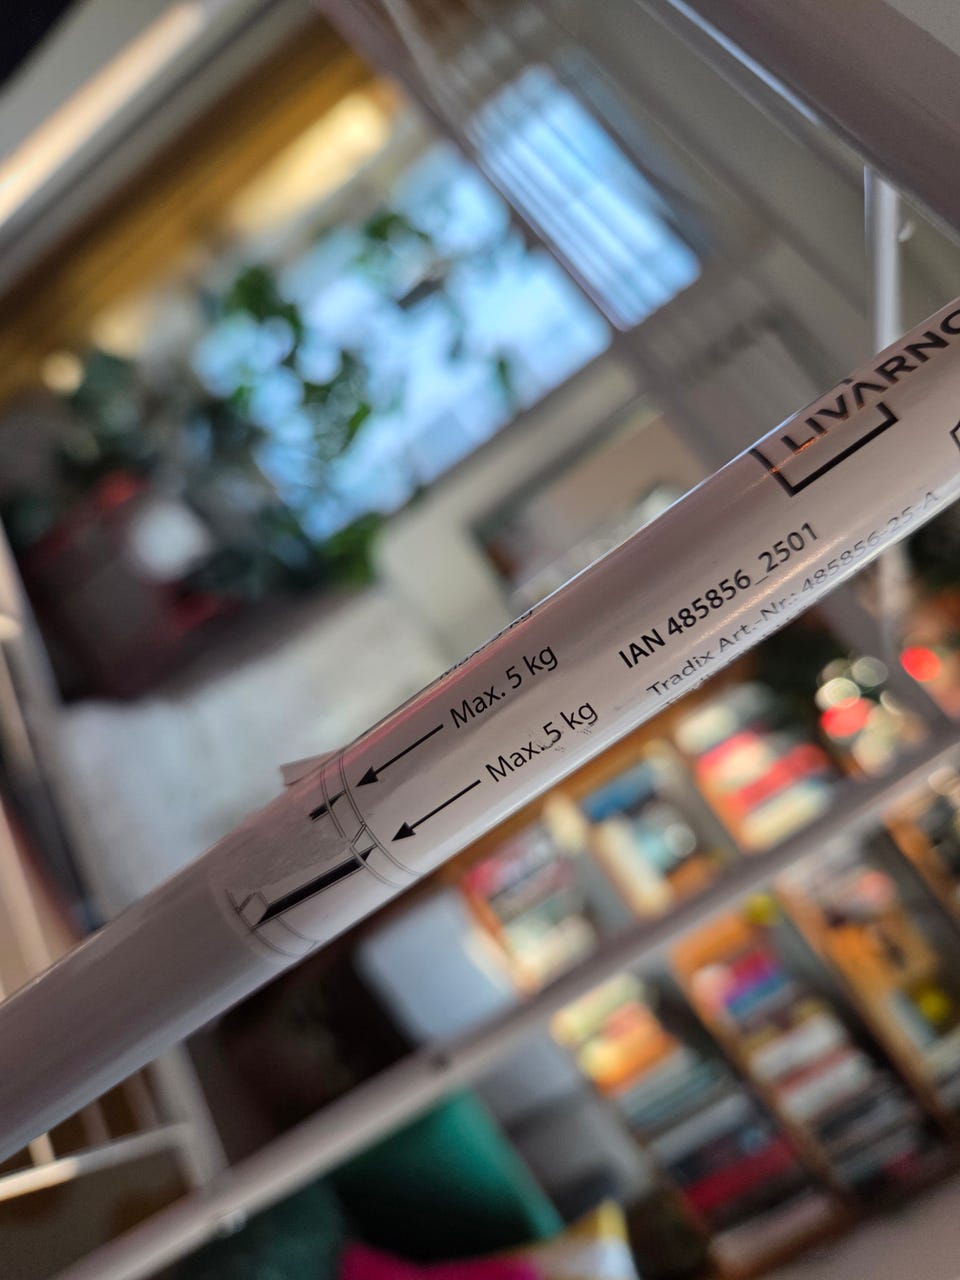 LIVARNO
IAN 485856_2501
Tradix Art.-Nr.: 485856-25-A
Max. 5 kg
Max. 5 kg